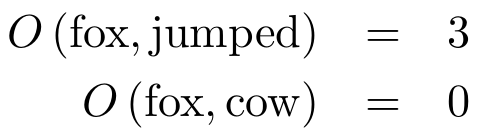 O (fox, jumped) = 3
O (fox, cow) = 0